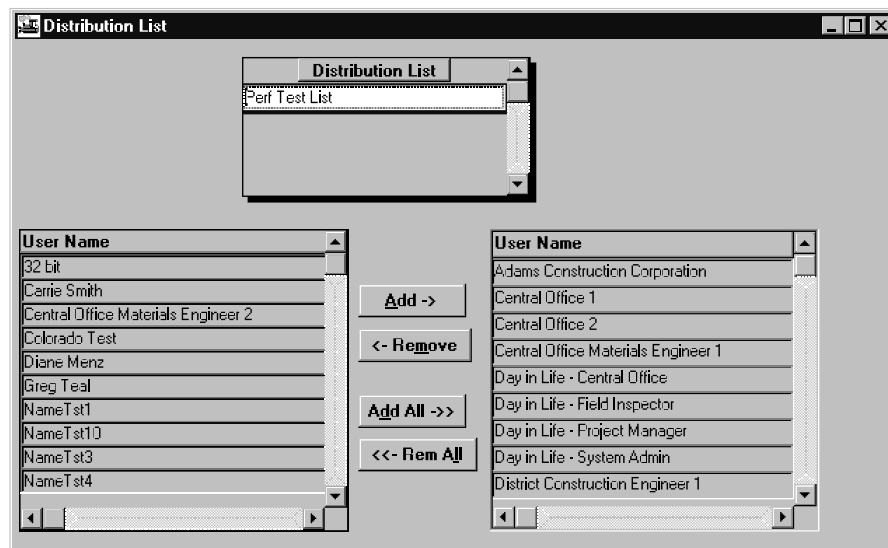 Distribution List
Distribution List
Perf Test List
User Name
32 bit
Carrie Smith
Central Office Materials Engineer 2
Colorado Test
Diane Menz
Greg Teal
NameTst1
NameTst10
NameTst3
NameTst4
Add ->
<- Remove
Add All ->>
<<- Rem All
User Name
Adams Construction Corporation
Central Office 1
Central Office 2
Central Office Materials Engineer 1
Day in Life - Central Office
Day in Life - Field Inspector
Day in Life - Project Manager
Day in Life - System Admin
District Construction Engineer 1